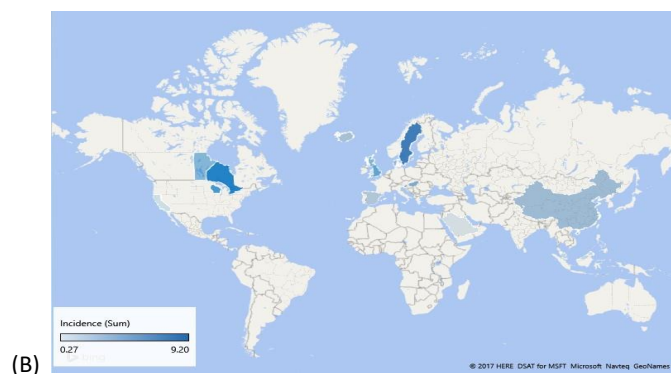 Incidence (Sum)
0.27 9.20
(B)
© 2017 HERE DSAT for MSFT Microsoft Navteq GeoNames